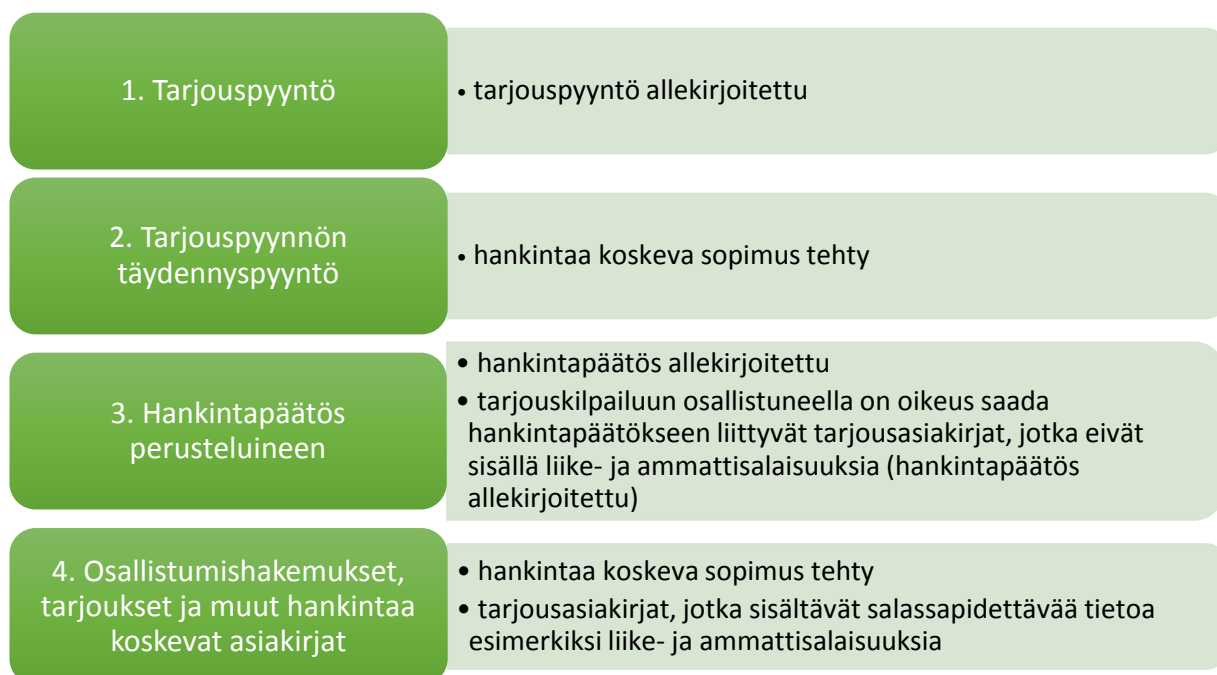 1. Tarjouspyyntö
• tarjouspyyntö allekirjoitettu
2. Tarjouspyynnön
täydennyspyyntö
• hankintaa koskeva sopimus tehty
3. Hankintapäätös
perusteluineen
• hankintapäätös allekirjoitettu
• tarjouskilpailuun osallistuneella on oikeus saada
hankintapäätökseen liittyvät tarjousasiakirjat, jotka eivät
sisällä liike- ja ammattisalaisuuksia (hankintapäätös
allekirjoitettu)
4. Osallistumishakemukset,
tarjoukset ja muut hankintaa
koskevat asiakirjat
• hankintaa koskeva sopimus tehty
• tarjousasiakirjat, jotka sisältävät salassapidettävää tietoa
esimerkiksi liike- ja ammattisalaisuuksia